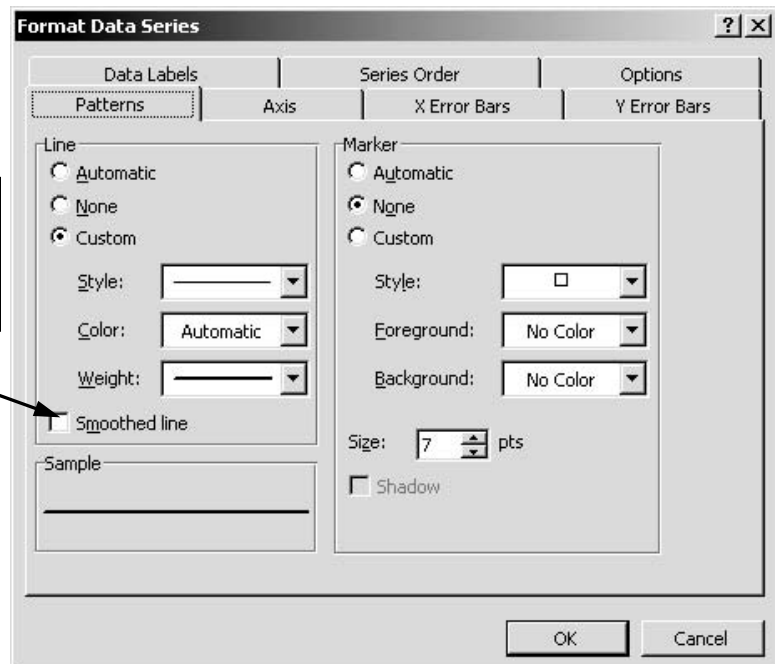 Format Data Series
Data Labels Series Order Options
Patterns Axis X Error Bars Y Error Bars
Line
Automatic
None
Custom
Style:
Color: Automatic
Weight:
Smoothed line
Sample
Marker
Automatic
None
Custom
Style:
Foreground: No Color
Background: No Color
Size: 7 pts
Shadow
OK Cancel